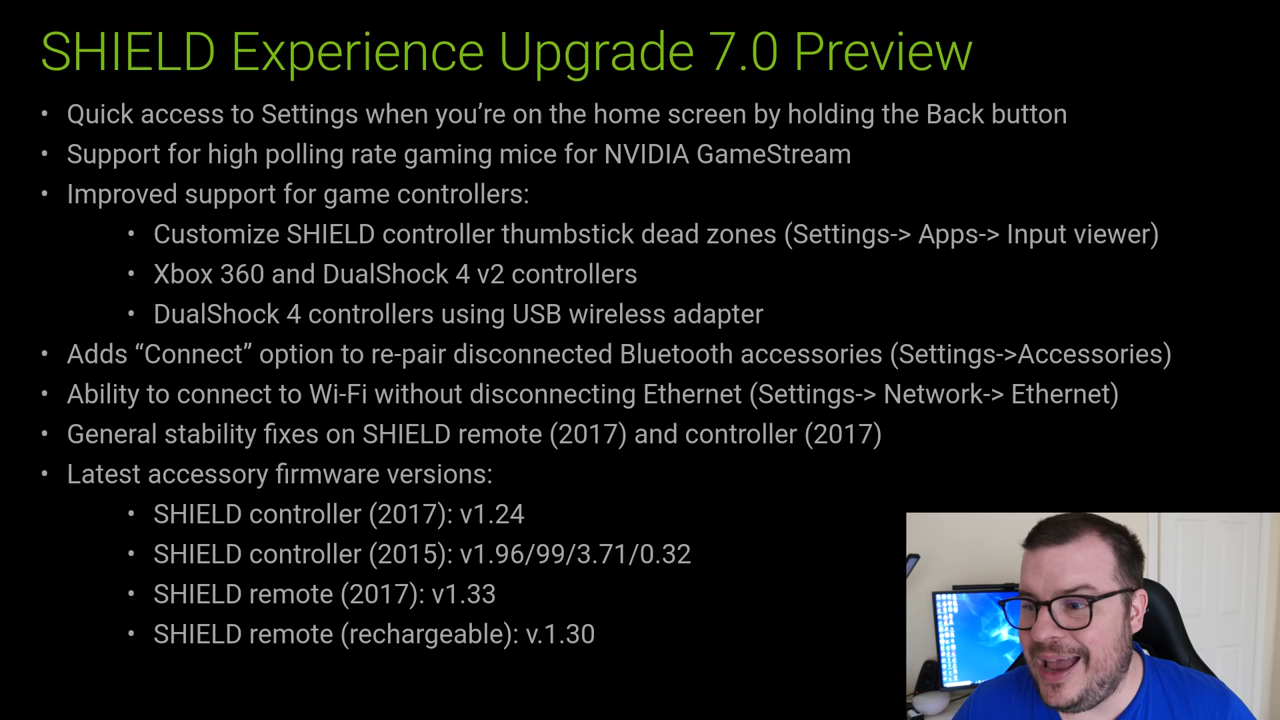 SHIELD Experience Upgrade 7.0 Preview
• Quick access to Settings when you’re on the home screen by holding the Back button
• Support for high polling rate gaming mice for NVIDIA GameStream
• Improved support for game controllers:
• Customize SHIELD controller thumbstick dead zones (Settings-> Apps-> Input viewer)
• Xbox 360 and DualShock 4 v2 controllers
• DualShock 4 controllers using USB wireless adapter
• Adds “Connect” option to re-pair disconnected Bluetooth accessories (Settings->Accessories)
• Ability to connect to Wi-Fi without disconnecting Ethernet (Settings-> Network-> Ethernet)
• General stability fixes on SHIELD remote (2017) and controller (2017)
• Latest accessory firmware versions:
• SHIELD controller (2017): v1.24
• SHIELD controller (2015): v1.96/99/3.71/0.32
• SHIELD remote (2017): v1.33
• SHIELD remote (rechargeable): v.1.30